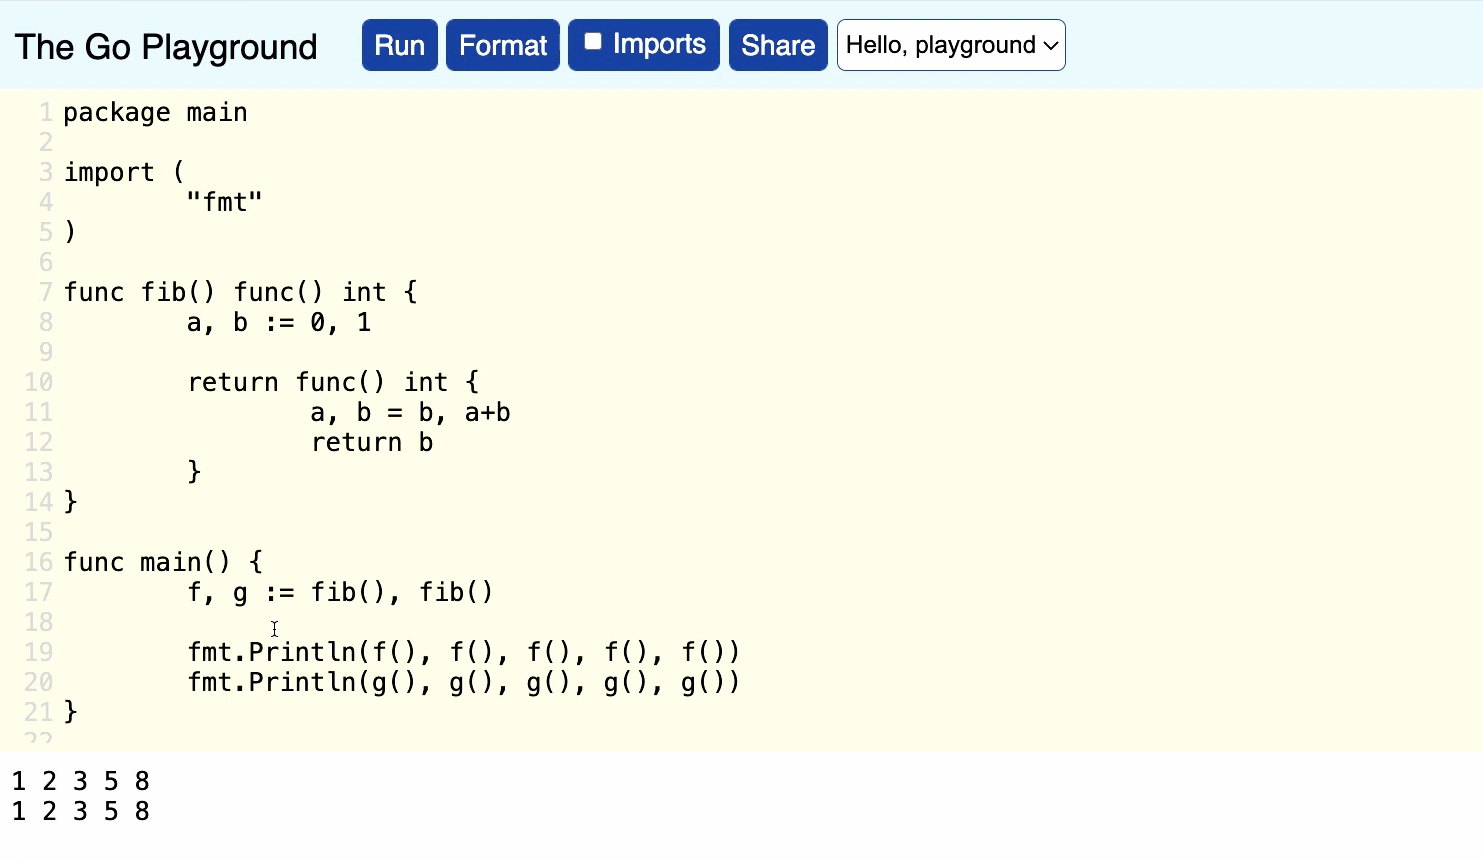 The Go Playground Run Format Imports Share Hello, playground
1 package main
2
3 import (
4 "fmt"
5 )
6
7 func fib() func() int {
8 a, b := 0, 1
9
10 return func() int {
11 a, b = b, a+b
12 return b
13 }
14 }
15
16 func main() {
17 f, g := fib(), fib()
18
19 fmt.Println(f(), f(), f(), f(), f())
20 fmt.Println(g(), g(), g(), g(), g())
21 }
22
1 2 3 5 8
1 2 3 5 8